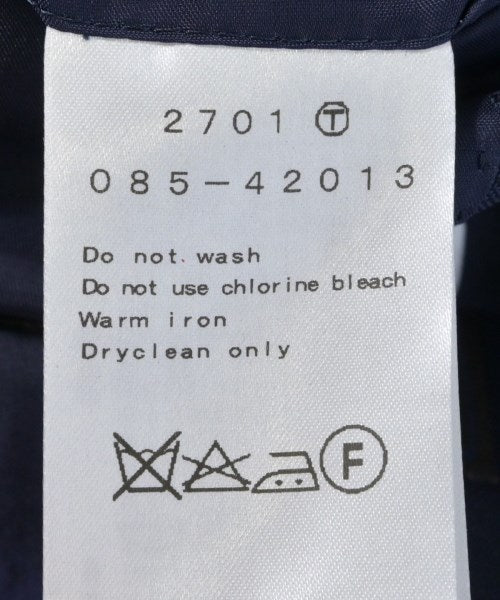 2701 Ⓣ
085-42013
Do not wash
Do not use chlorine bleach
Warm iron
Dryclean only
F